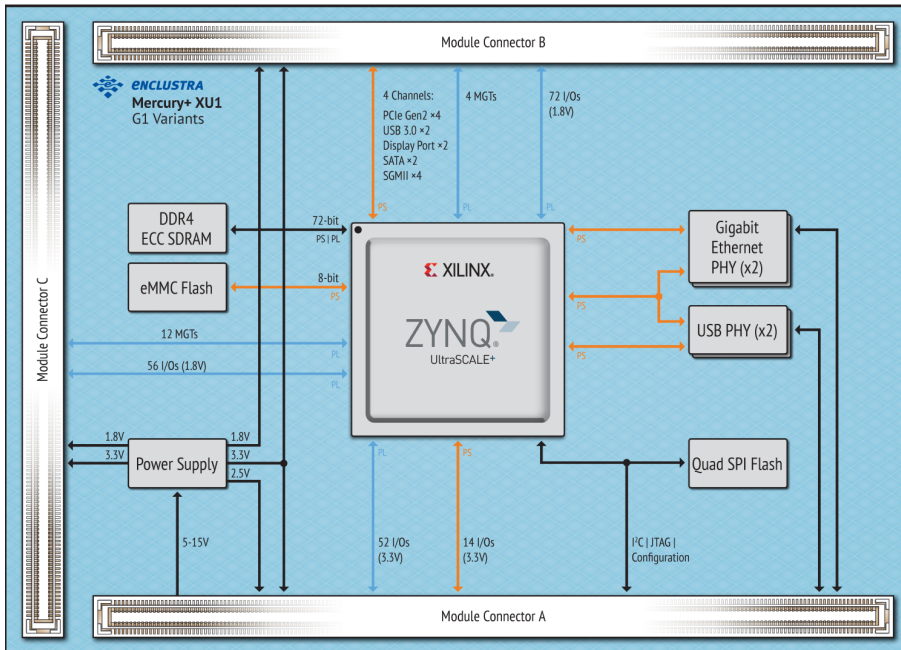 Module Connector B
ENCLUSTRA
Mercury+ XU1
G1 Variants
4 Channels:
PCIe Gen2 ×4
USB 3.0 ×2
Display Port ×2
SATA ×2
SGMII ×4
4 MGTs
72 I/Os
(1.8V)
PS
PL
PL
Module Connector C
DDR4
ECC SDRAM
72-bit
PS | PL
eMMC Flash
8-bit
PS
12 MGTs
PL
56 I/Os (1.8V)
PL
XILINX®
ZYNQ®
UltraSCALE+
PS
Gigabit
Ethernet
PHY (x2)
PS
USB PHY (x2)
PS
1.8V
3.3V
Power Supply
1.8V
3.3V
2.5V
5-15V
PL
PS
52 I/Os
(3.3V)
14 I/Os
(3.3V)
Quad SPI Flash
I²C | JTAG |
Configuration
Module Connector A